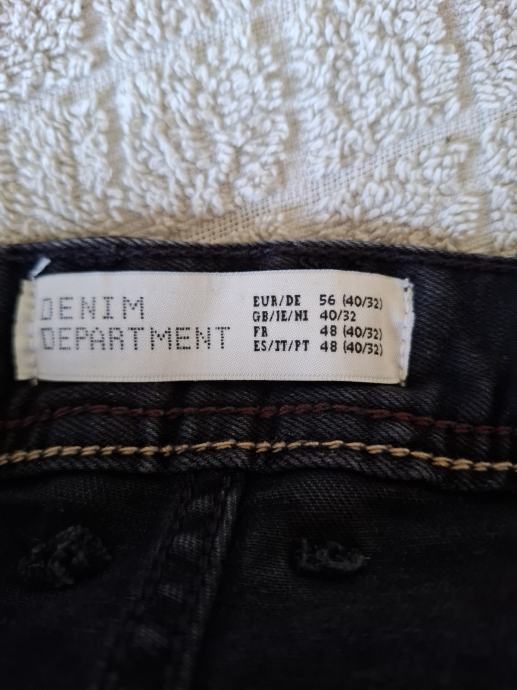 DENIM
DEPARTMENT
EUR/DE 56 (40/32)
GB/IE/NI 40/32
FR 48 (40/32)
ES/IT/PT 48 (40/32)